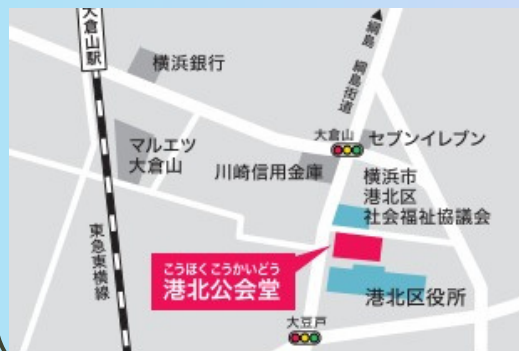 大倉山駅
横浜銀行
▲綱島 綱島街道
大倉山
セブンイレブン
マルエツ
大倉山
川崎信用金庫
横浜市
港北区
社会福祉協議会
東急東横線
こうほくこうかいどう
港北公会堂
港北区役所
大豆戸